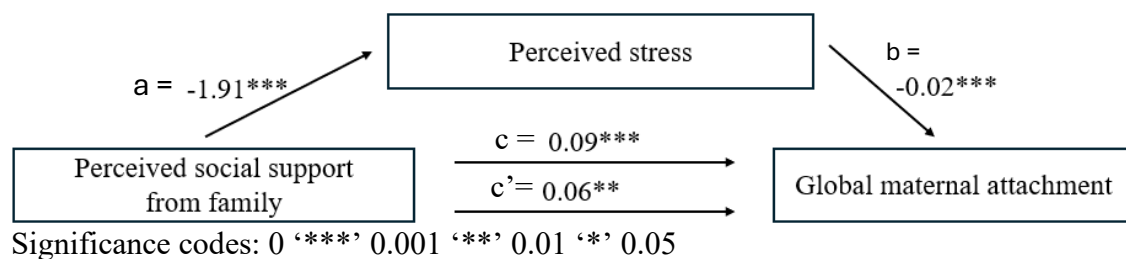 Perceived stress
a = -1.91***
b =
-0.02***
c = 0.09***
c’= 0.06**
Perceived social support
from family
Global maternal attachment
Significance codes: 0 ‘***’ 0.001 ‘**’ 0.01 ‘*’ 0.05